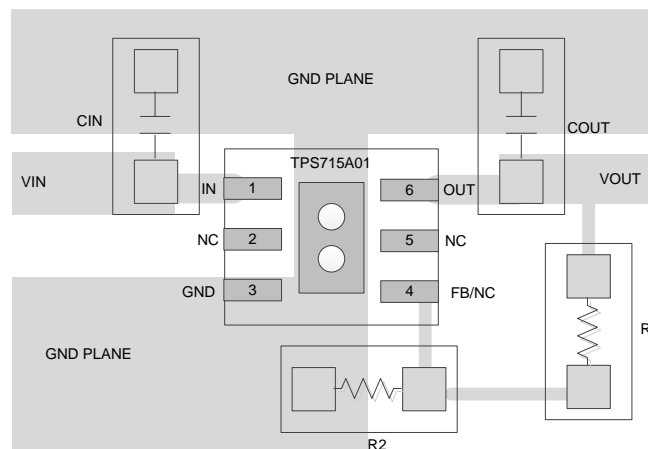 GND PLANE
CIN
COUT
TPS715A01
VIN
IN
1
6
OUT
VOUT
NC
2
5
NC
GND
3
4
FB/NC
R
GND PLANE
R2